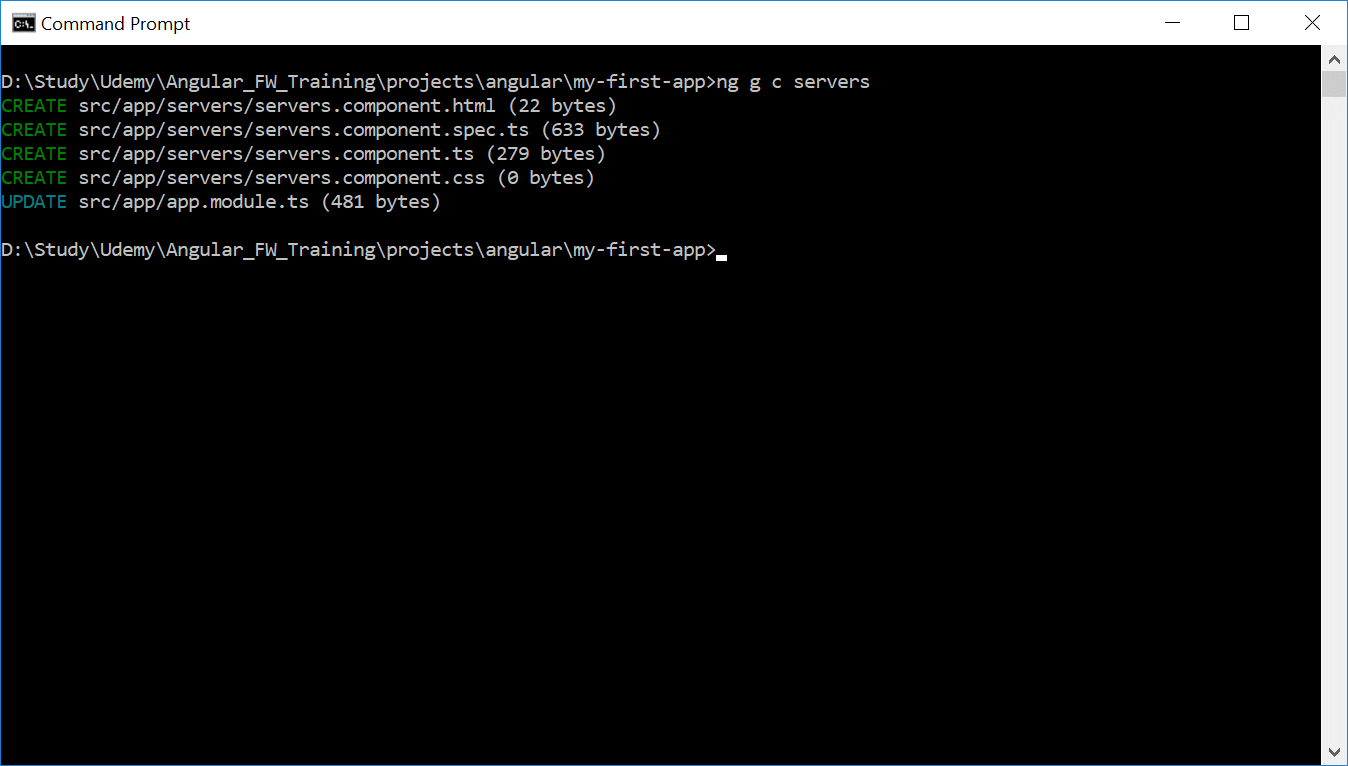 Command Prompt
D:\Study\Udemy\Angular_FW_Training\projects\angular\my-first-app>ng g c servers
CREATE src/app/servers/servers.component.html (22 bytes)
CREATE src/app/servers/servers.component.spec.ts (633 bytes)
CREATE src/app/servers/servers.component.ts (279 bytes)
CREATE src/app/servers/servers.component.css (0 bytes)
UPDATE src/app/app.module.ts (481 bytes)
D:\Study\Udemy\Angular_FW_Training\projects\angular\my-first-app>